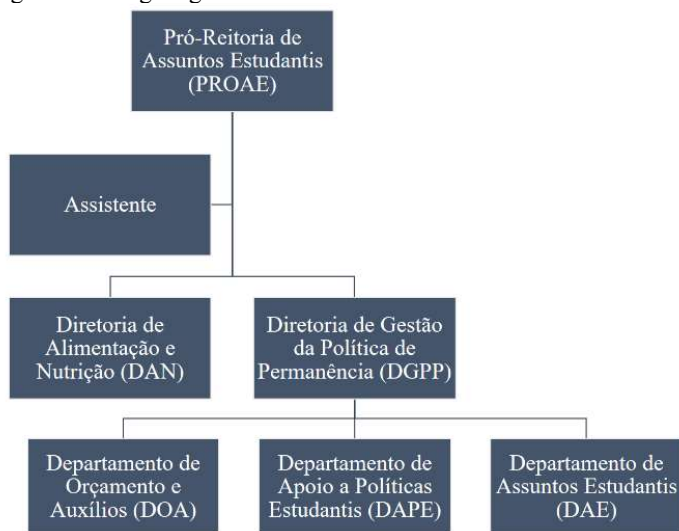 Pró-Reitoria de
Assuntos Estudantis
(PROAE)
Assistente
Diretoria de
Alimentação e
Nutrição (DAN)
Diretoria de Gestão
da Política de
Permanência (DGPP)
Departamento de
Orçamento e
Auxílios (DOA)
Departamento de
Apoio a Políticas
Estudantis (DAPE)
Departamento de
Assuntos Estudantis
(DAE)